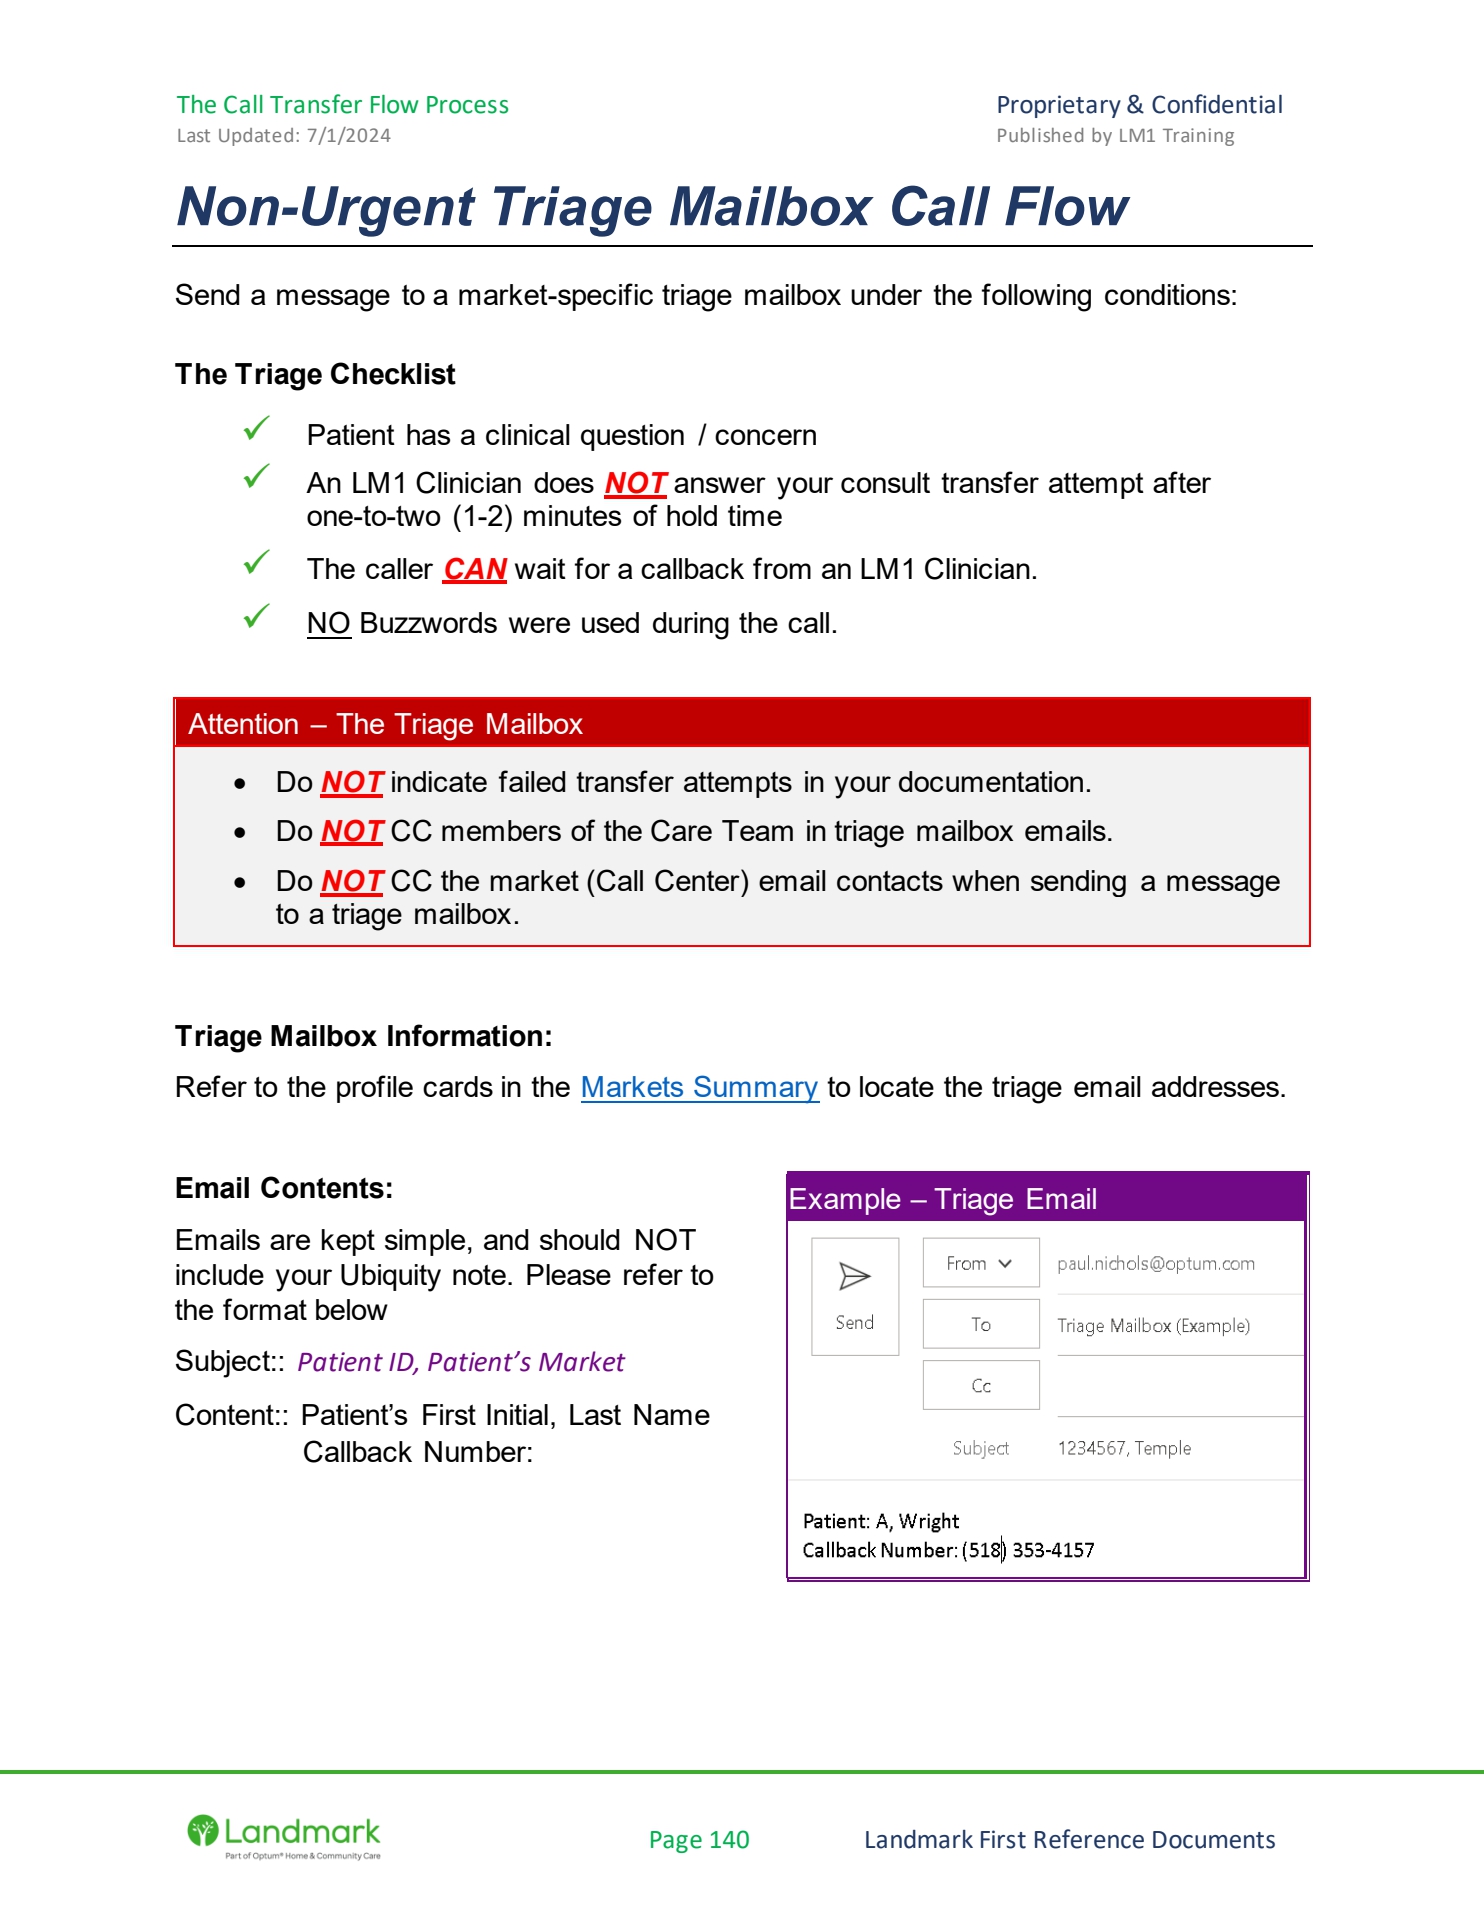 The Call Transfer Flow Process
Proprietary & Confidential
Last Updated: 7/1/2024
Published by LM1 Training
Non-Urgent Triage Mailbox Call Flow
Send a message to a market-specific triage mailbox under the following conditions:
The Triage Checklist
✓ Patient has a clinical question / concern
✓ An LM1 Clinician does NOT answer your consult transfer attempt after
one-to-two (1-2) minutes of hold time
✓ The caller CAN wait for a callback from an LM1 Clinician.
✓ NO Buzzwords were used during the call.
Attention – The Triage Mailbox
• Do NOT indicate failed transfer attempts in your documentation.
• Do NOT CC members of the Care Team in triage mailbox emails.
• Do NOT CC the market (Call Center) email contacts when sending a message
to a triage mailbox.
Triage Mailbox Information:
Refer to the profile cards in the Markets Summary to locate the triage email addresses.
Email Contents:
Emails are kept simple, and should NOT
include your Ubiquity note. Please refer to
the format below
Subject:: Patient ID, Patient’s Market
Content:: Patient’s First Initial, Last Name
Callback Number:
Example – Triage Email
Send
From
paul.nichols@optum.com
To
Triage Mailbox (Example)
Cc
Subject
1234567, Temple
Patient: A, Wright
Callback Number: (518) 353-4157
Landmark
Part of Optum® Home & Community Care
Page 140
Landmark First Reference Documents